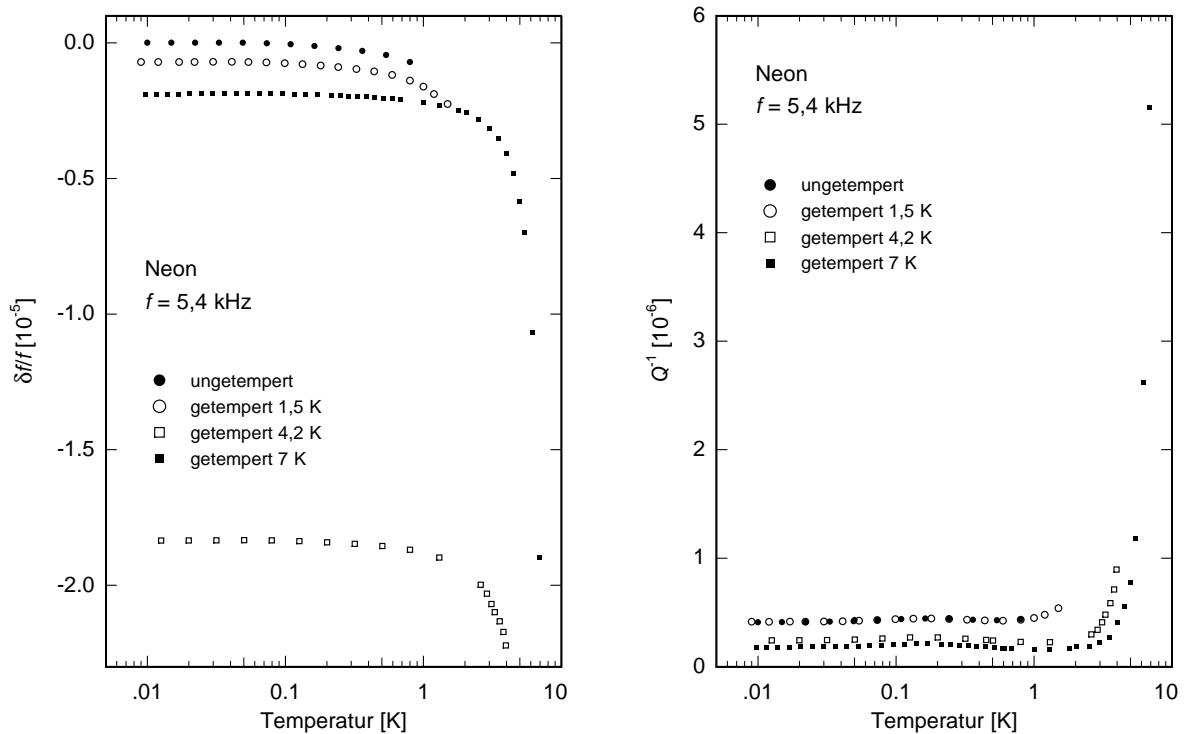 0.0
-0.5
-1.0
-1.5
-2.0
δf/f [10⁻⁵]
Neon
f = 5,4 kHz
ungetempert
getempert 1,5 K
getempert 4,2 K
getempert 7 K
.01
0.1
1
10
Temperatur [K]
6
5
4
3
2
1
0
Q⁻¹ [10⁻⁶]
Neon
f = 5,4 kHz
ungetempert
getempert 1,5 K
getempert 4,2 K
getempert 7 K
.01
0.1
1
10
Temperatur [K]